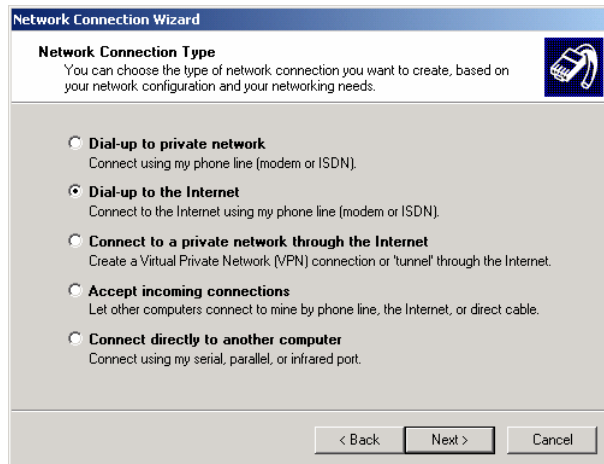 Network Connection Wizard
Network Connection Type
You can choose the type of network connection you want to create, based on
your network configuration and your networking needs.
Dial-up to private network
Connect using my phone line (modem or ISDN).
Dial-up to the Internet
Connect to the Internet using my phone line (modem or ISDN).
Connect to a private network through the Internet
Create a Virtual Private Network (VPN) connection or 'tunnel' through the Internet.
Accept incoming connections
Let other computers connect to mine by phone line, the Internet, or direct cable.
Connect directly to another computer
Connect using my serial, parallel, or infrared port.
< Back Next > Cancel